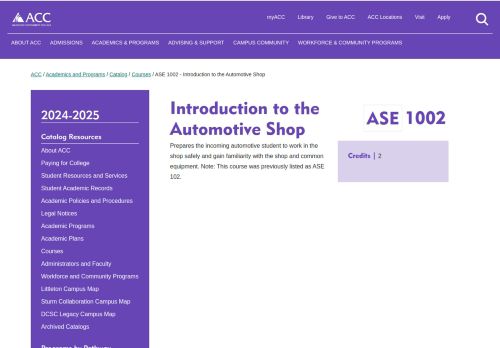 ACC
myACC Library Give to ACC ACC Locations Visit Apply
ABOUT ACC ADMISSIONS ACADEMICS & PROGRAMS ADVISING & SUPPORT CAMPUS COMMUNITY WORKFORCE & COMMUNITY PROGRAMS
ACC / Academics and Programs / Catalog / Courses / ASE 1002 - Introduction to the Automotive Shop
2024-2025
Catalog Resources
About ACC
Paying for College
Student Resources and Services
Student Academic Records
Academic Policies and Procedures
Legal Notices
Academic Programs
Academic Plans
Courses
Administrators and Faculty
Workforce and Community Programs
Littleton Campus Map
Sturm Collaboration Campus Map
DCSC Legacy Campus Map
Archived Catalogs
Programs by Pathway
Introduction to the
Automotive Shop
Prepares the incoming automotive student to work in the
shop safely and gain familiarity with the shop and common
equipment. Note: This course was previously listed as ASE
102.
ASE 1002
Credits | 2